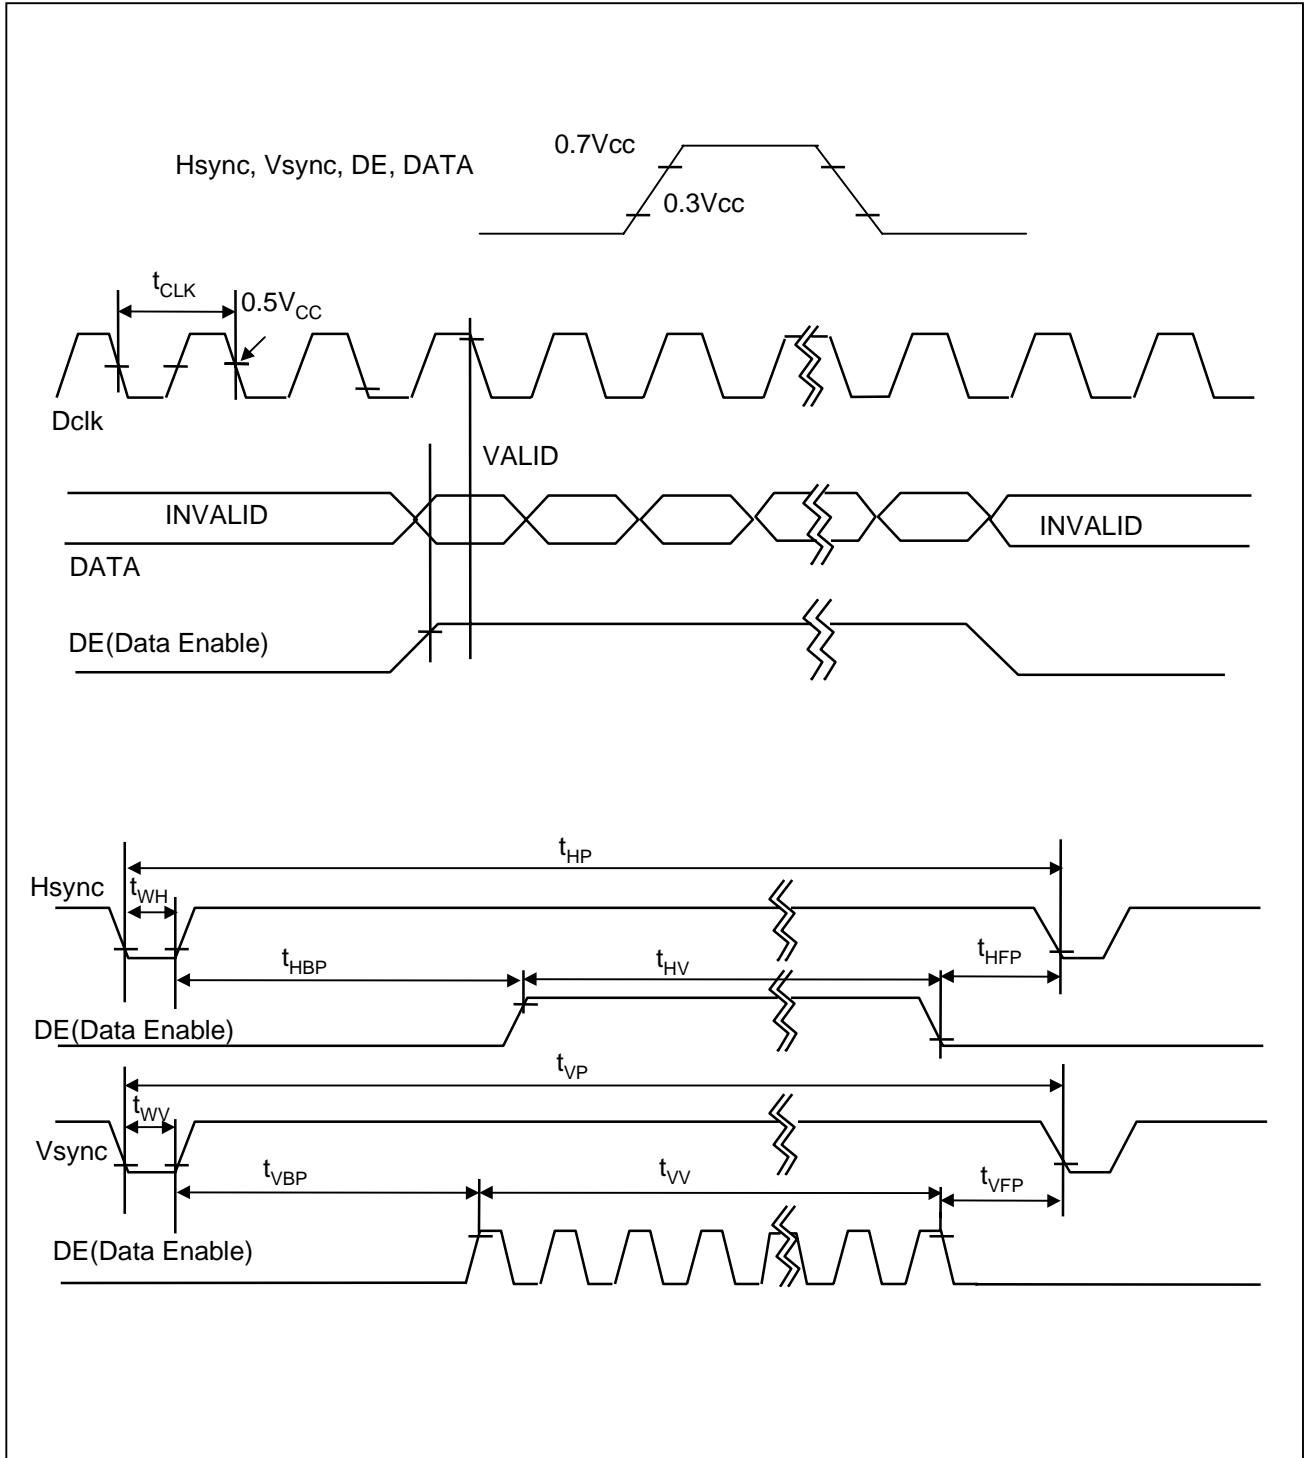 0.7Vcc
Hsync, Vsync, DE, DATA
0.3Vcc
tCLK
0.5VCC
Dclk
VALID
INVALID
INVALID
DATA
DE(Data Enable)
tHP
Hsync
tWH
tHBP
tHV
tHFP
DE(Data Enable)
tVP
tWV
Vsync
tVBP
tVV
tVFP
DE(Data Enable)